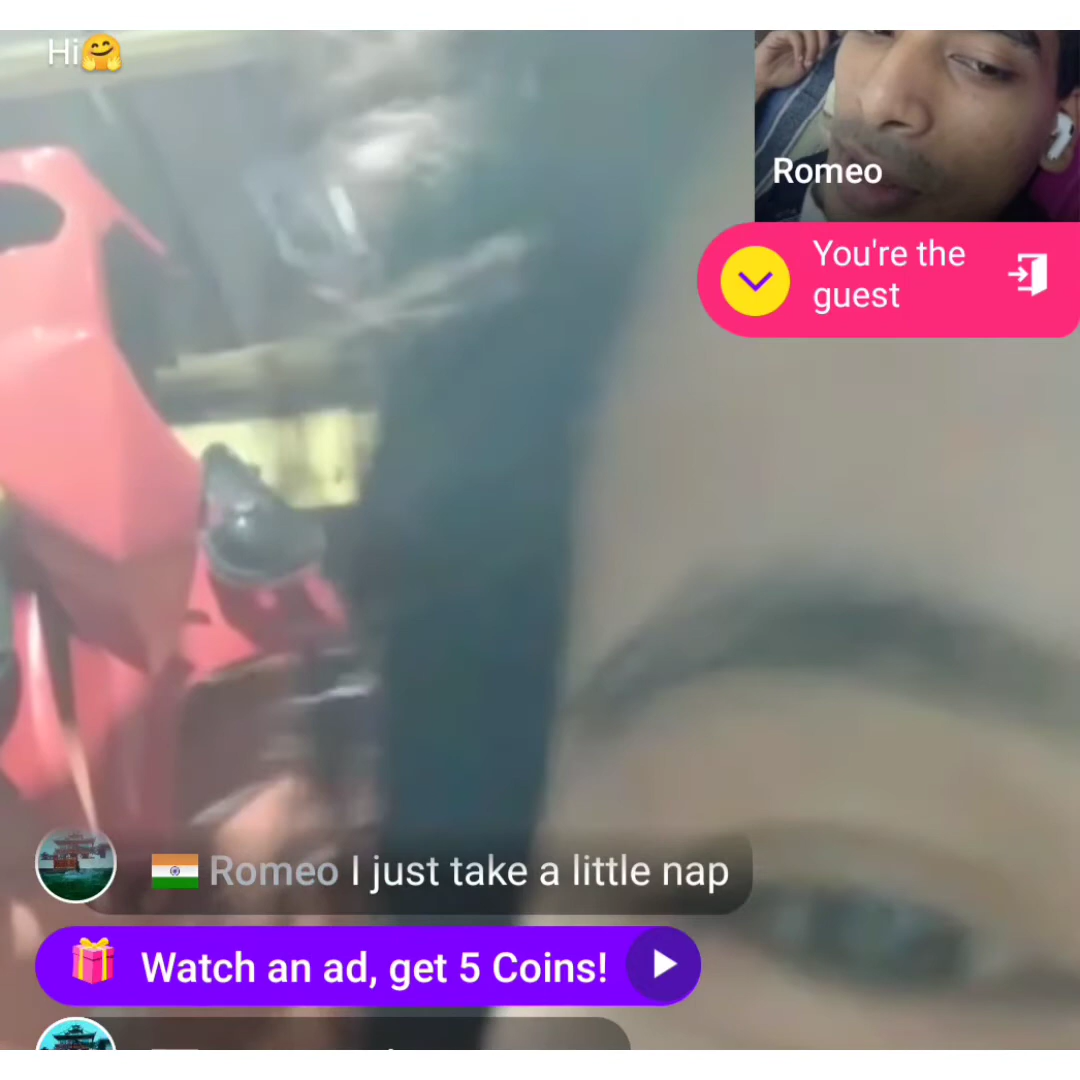 Hi🤗
Romeo
You're the
guest
Romeo I just take a little nap
Watch an ad, get 5 Coins!